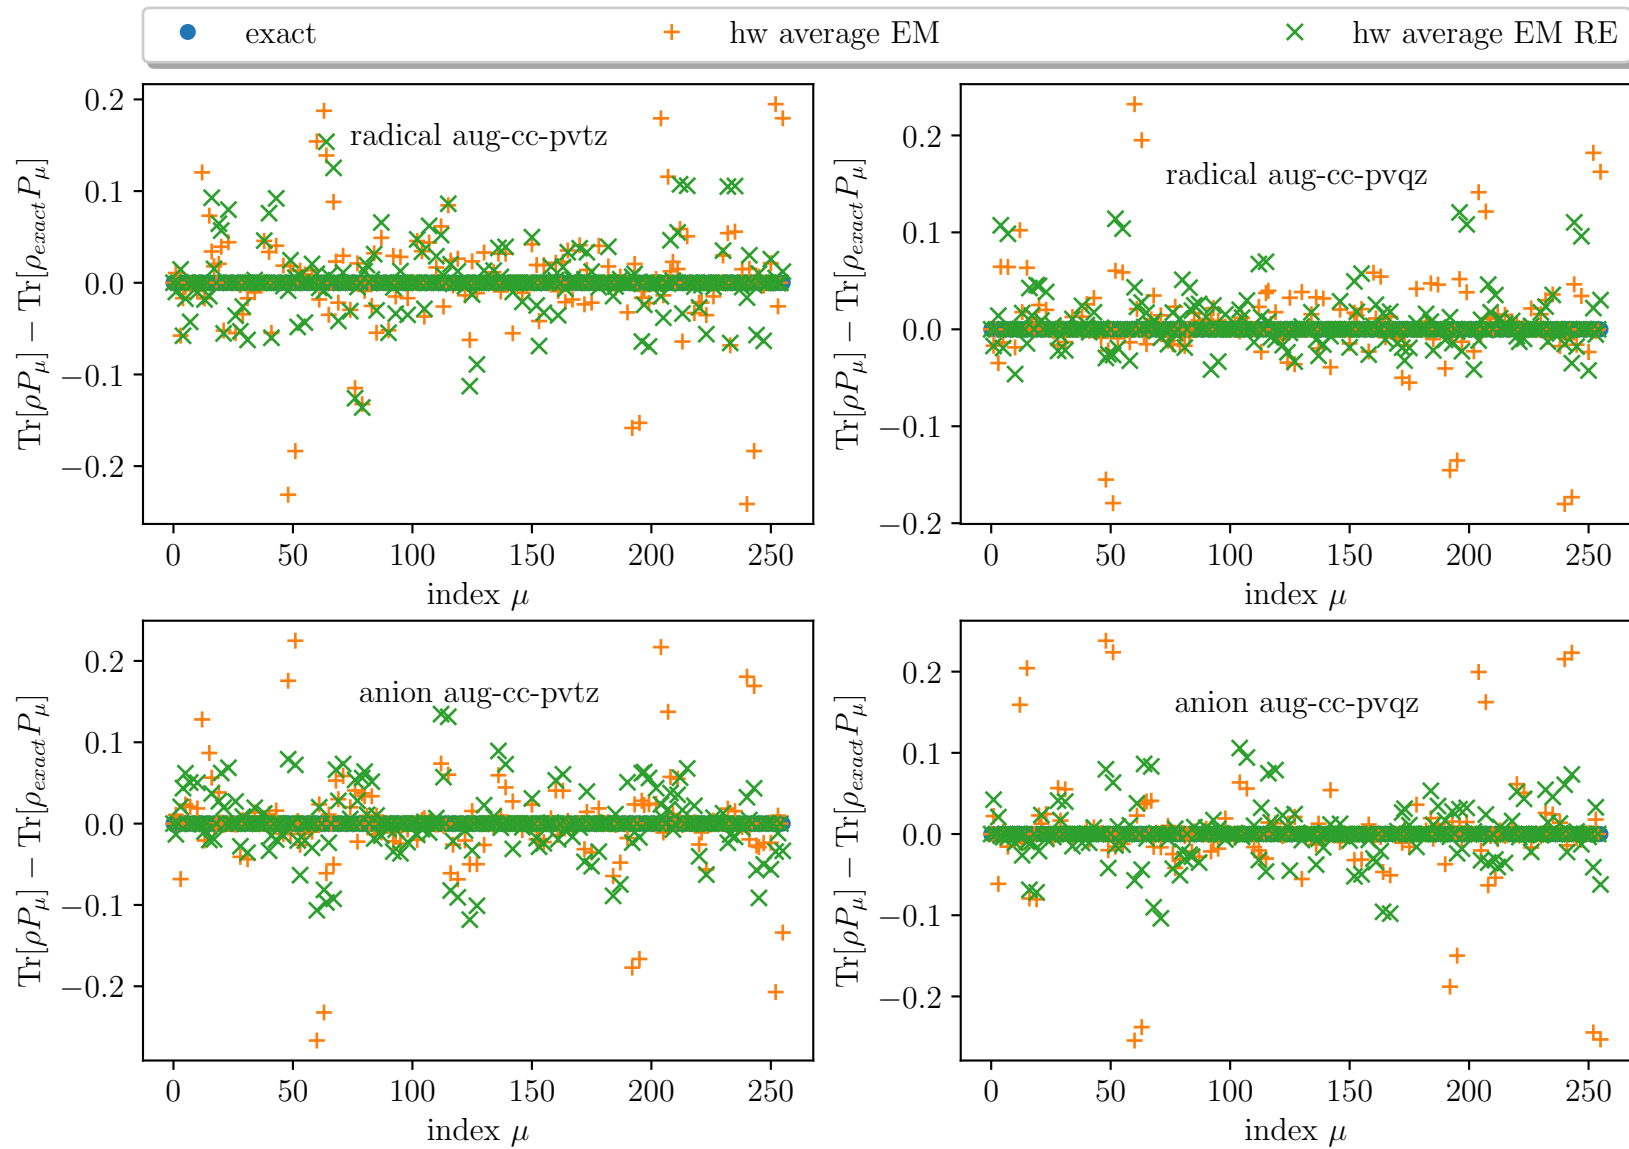 exact hw average EM hw average EM RE
0.2
0.1
0.0
−0.1
−0.2
Tr[ρP_μ] − Tr[ρ_exact P_μ]
radical aug-cc-pvtz
0 50 100 150 200 250
index μ
0.2
0.1
0.0
−0.1
−0.2
Tr[ρP_μ] − Tr[ρ_exact P_μ]
radical aug-cc-pvqz
0 50 100 150 200 250
index μ
0.2
0.1
0.0
−0.1
−0.2
Tr[ρP_μ] − Tr[ρ_exact P_μ]
anion aug-cc-pvtz
0 50 100 150 200 250
index μ
0.2
0.1
0.0
−0.1
−0.2
Tr[ρP_μ] − Tr[ρ_exact P_μ]
anion aug-cc-pvqz
0 50 100 150 200 250
index μ